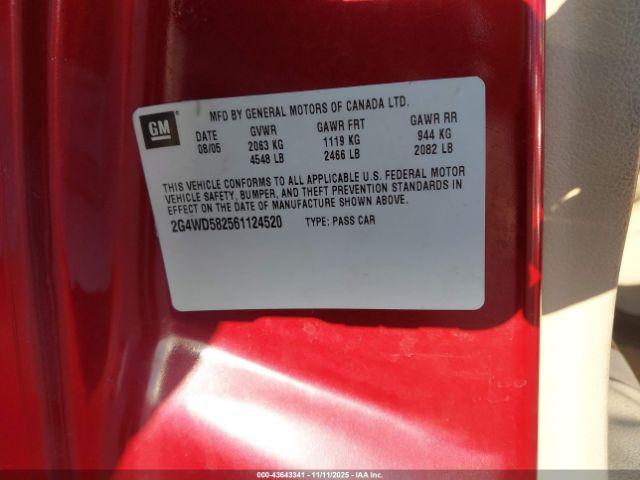 GM
MFD BY GENERAL MOTORS OF CANADA LTD.
DATE GVWR GAWR FRT GAWR RR
08/05 2063 KG 1119 KG 944 KG
4548 LB 2466 LB 2082 LB
THIS VEHICLE CONFORMS TO ALL APPLICABLE U.S. FEDERAL MOTOR
VEHICLE SAFETY, BUMPER, AND THEFT PREVENTION STANDARDS IN
EFFECT ON THE DATE OF MANUFACTURE SHOWN ABOVE.
2G4WD582561124520 TYPE: PASS CAR
000-43643341 - 11/11/2025 - IAA Inc.